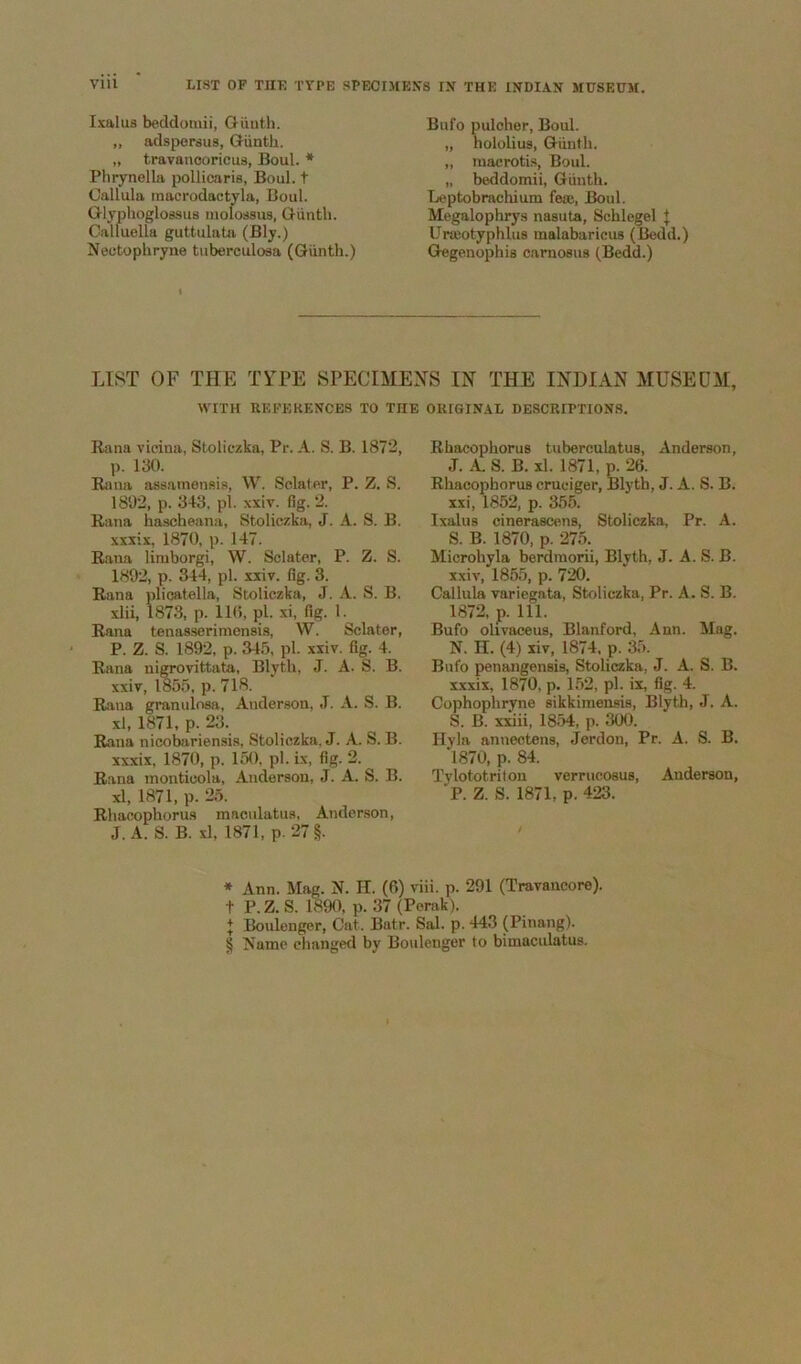 viii LIST OF THE TYPE SPECIMENS IN THE INDIAN MUSEUM.
Ixalus beddomii, Günth.
„ adspersus, Günth.
„ travancoricus, Boul. *
Phrynella pollicaris, Boul. †
Callula macrodactyla, Boul.
Glyphoglossus molossus, Günth.
Calluella guttulata (Bly.)
Nectophryne tuberculosa (Günth.)
Bufo pulcher, Boul.
„ hololius, Günth.
„ macrotis, Boul.
„ beddomii, Günth.
Leptobrachium feæ, Boul.
Megalophrys nasuta, Schlegel ‡
Uræotyphlus malabaricus (Bedd.)
Gegenophis carnosus (Bedd.)
LIST OF THE TYPE SPECIMENS IN THE INDIAN MUSEUM,
WITH REFERENCES TO THE ORIGINAL DESCRIPTIONS.
Rana vicina, Stoliczka, Pr. A. S. B. 1872,
p. 130.
Rana assamensis, W. Sclater, P. Z. S.
1892, p. 343, pl. xxiv. fig. 2.
Rana hascheana, Stoliczka, J. A. S. B.
xxxix, 1870, p. 147.
Rana limborgi, W. Sclater, P. Z. S.
1892, p. 344, pl. xxiv. fig. 3.
Rana plicatella, Stoliczka, J. A. S. B.
xlii, 1873, p. 116, pl. xi, fig. 1.
Rana tenasserimensis, W. Sclater,
P. Z. S. 1892, p. 345, pl. xxiv. fig. 4.
Rana nigrovittata, Blyth, J. A. S. B.
xxiv, 1855, p. 718.
Rana granulosa, Anderson, J. A. S. B.
xl, 1871, p. 23.
Rana nicobariensis, Stoliczka, J. A. S. B.
xxxix, 1870, p. 150, pl. ix, fig. 2.
Rana monticola, Anderson, J. A. S. B.
xl, 1871, p. 25.
Rhacophorus maculatus, Anderson,
J. A. S. B. xl, 1871, p. 27 §.
Rhacophorus tuberculatus, Anderson,
J. A. S. B. xl. 1871, p. 26.
Rhacophorus cruciger, Blyth, J. A. S. B.
xxi, 1852, p. 355.
Ixalus cinerascens, Stoliczka, Pr. A.
S. B. 1870, p. 275.
Microhyla berdmorii, Blyth, J. A. S. B.
xxiv, 1855, p. 720.
Callula variegata, Stoliczka, Pr. A. S. B.
1872, p. 111.
Bufo olivaceus, Blanford, Ann. Mag.
N. H. (4) xiv, 1874, p. 35.
Bufo penangensis, Stoliczka, J. A. S. B.
xxxix, 1870, p. 152, pl. ix, fig. 4.
Cophophryne sikkimensis, Blyth, J. A.
S. B. xxiii, 1854, p. 300.
Hyla annectens, Jerdon, Pr. A. S. B.
1870, p. 84.
Tylototriton verrucosus, Anderson,
P. Z. S. 1871, p. 423.
* Ann. Mag. N. H. (6) viii. p. 291 (Travancore).
† P. Z. S. 1890, p. 37 (Perak).
‡ Boulenger, Cat. Batr. Sal. p. 443 (Pinang).
§ Name changed by Boulenger to bimaculatus.